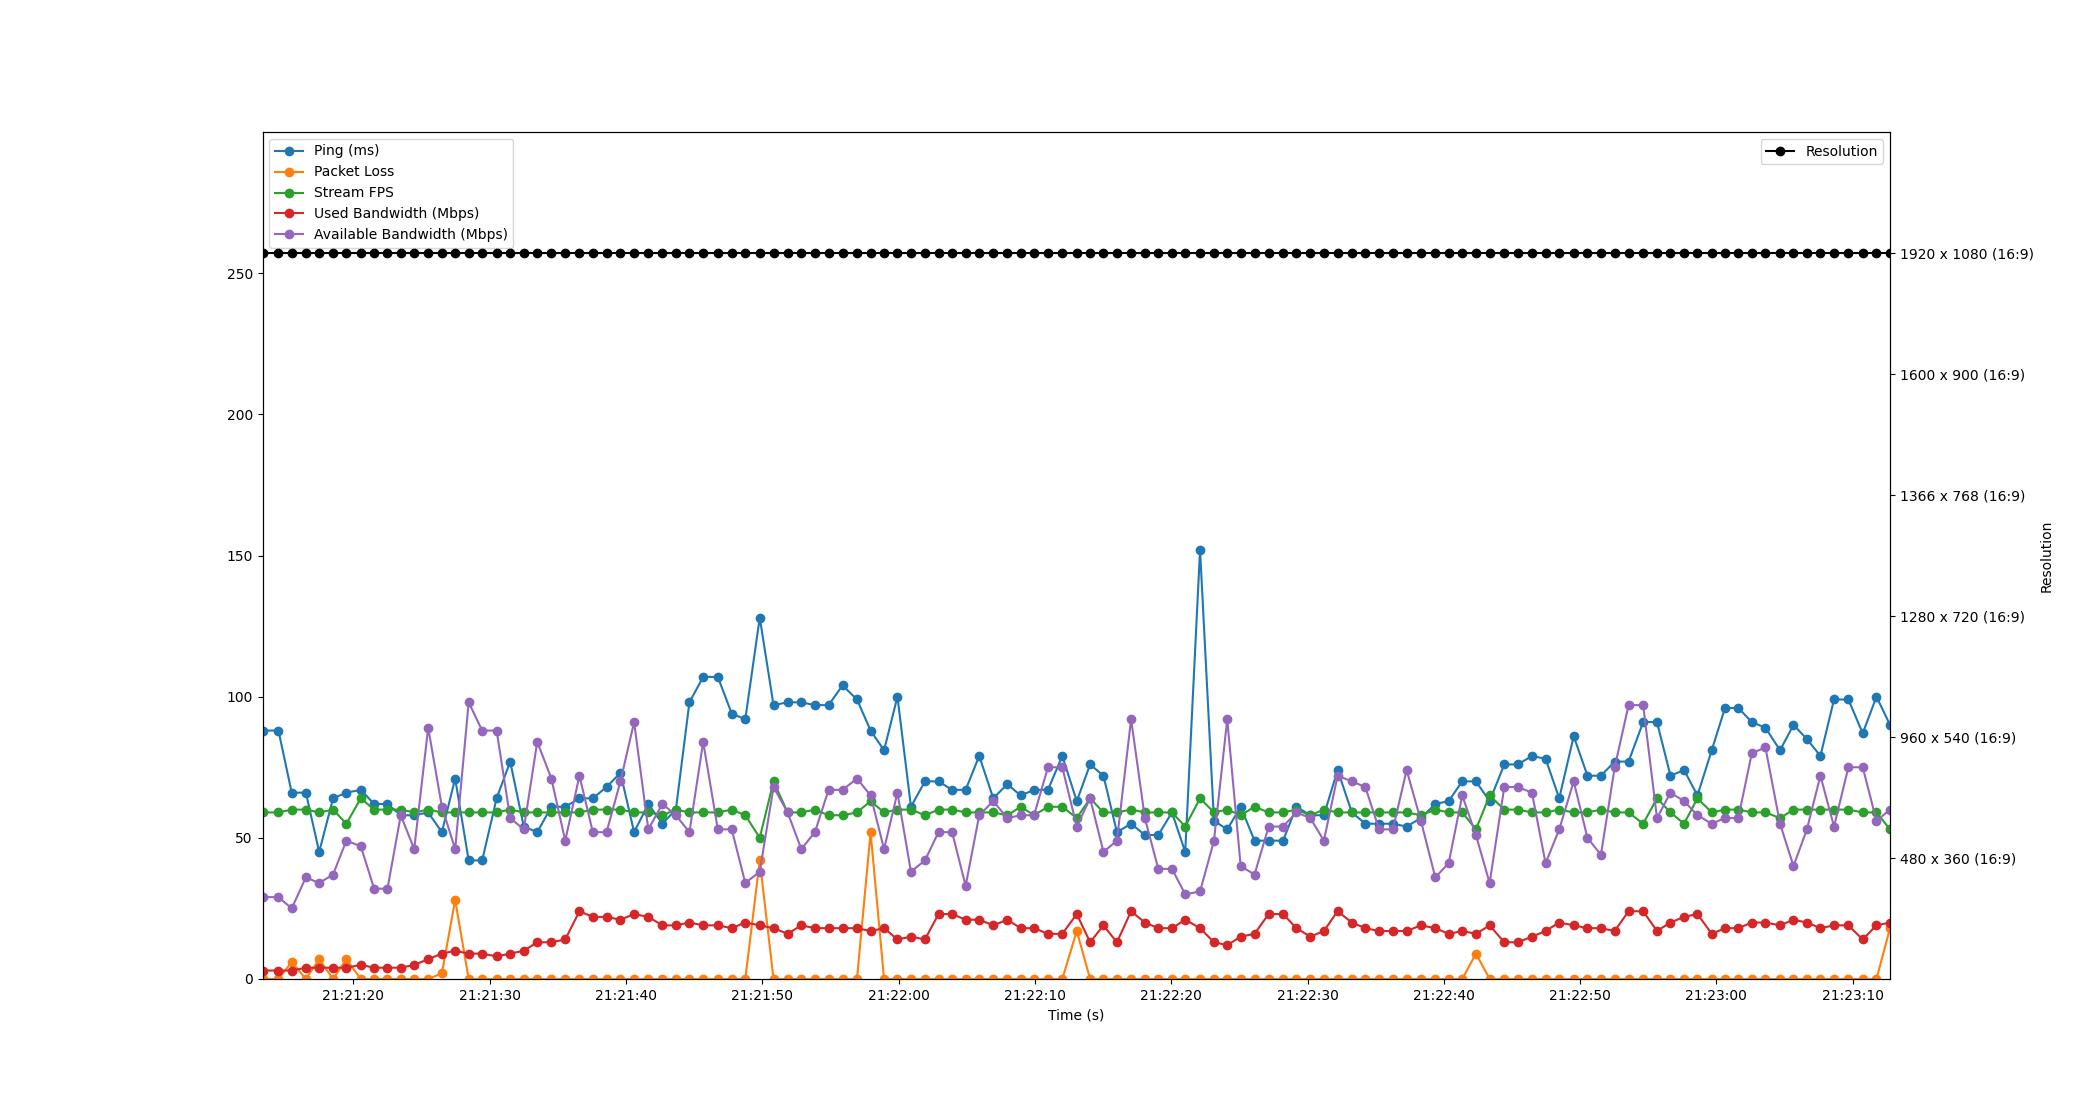 Ping (ms)
Packet Loss
Stream FPS
Used Bandwidth (Mbps)
Available Bandwidth (Mbps)
Resolution
250
200
150
100
50
0
1920 x 1080 (16:9)
1600 x 900 (16:9)
1366 x 768 (16:9)
1280 x 720 (16:9)
960 x 540 (16:9)
480 x 360 (16:9)
Resolution
21:21:20 21:21:30 21:21:40 21:21:50 21:22:00 21:22:10 21:22:20 21:22:30 21:22:40 21:22:50 21:23:00 21:23:10
Time (s)